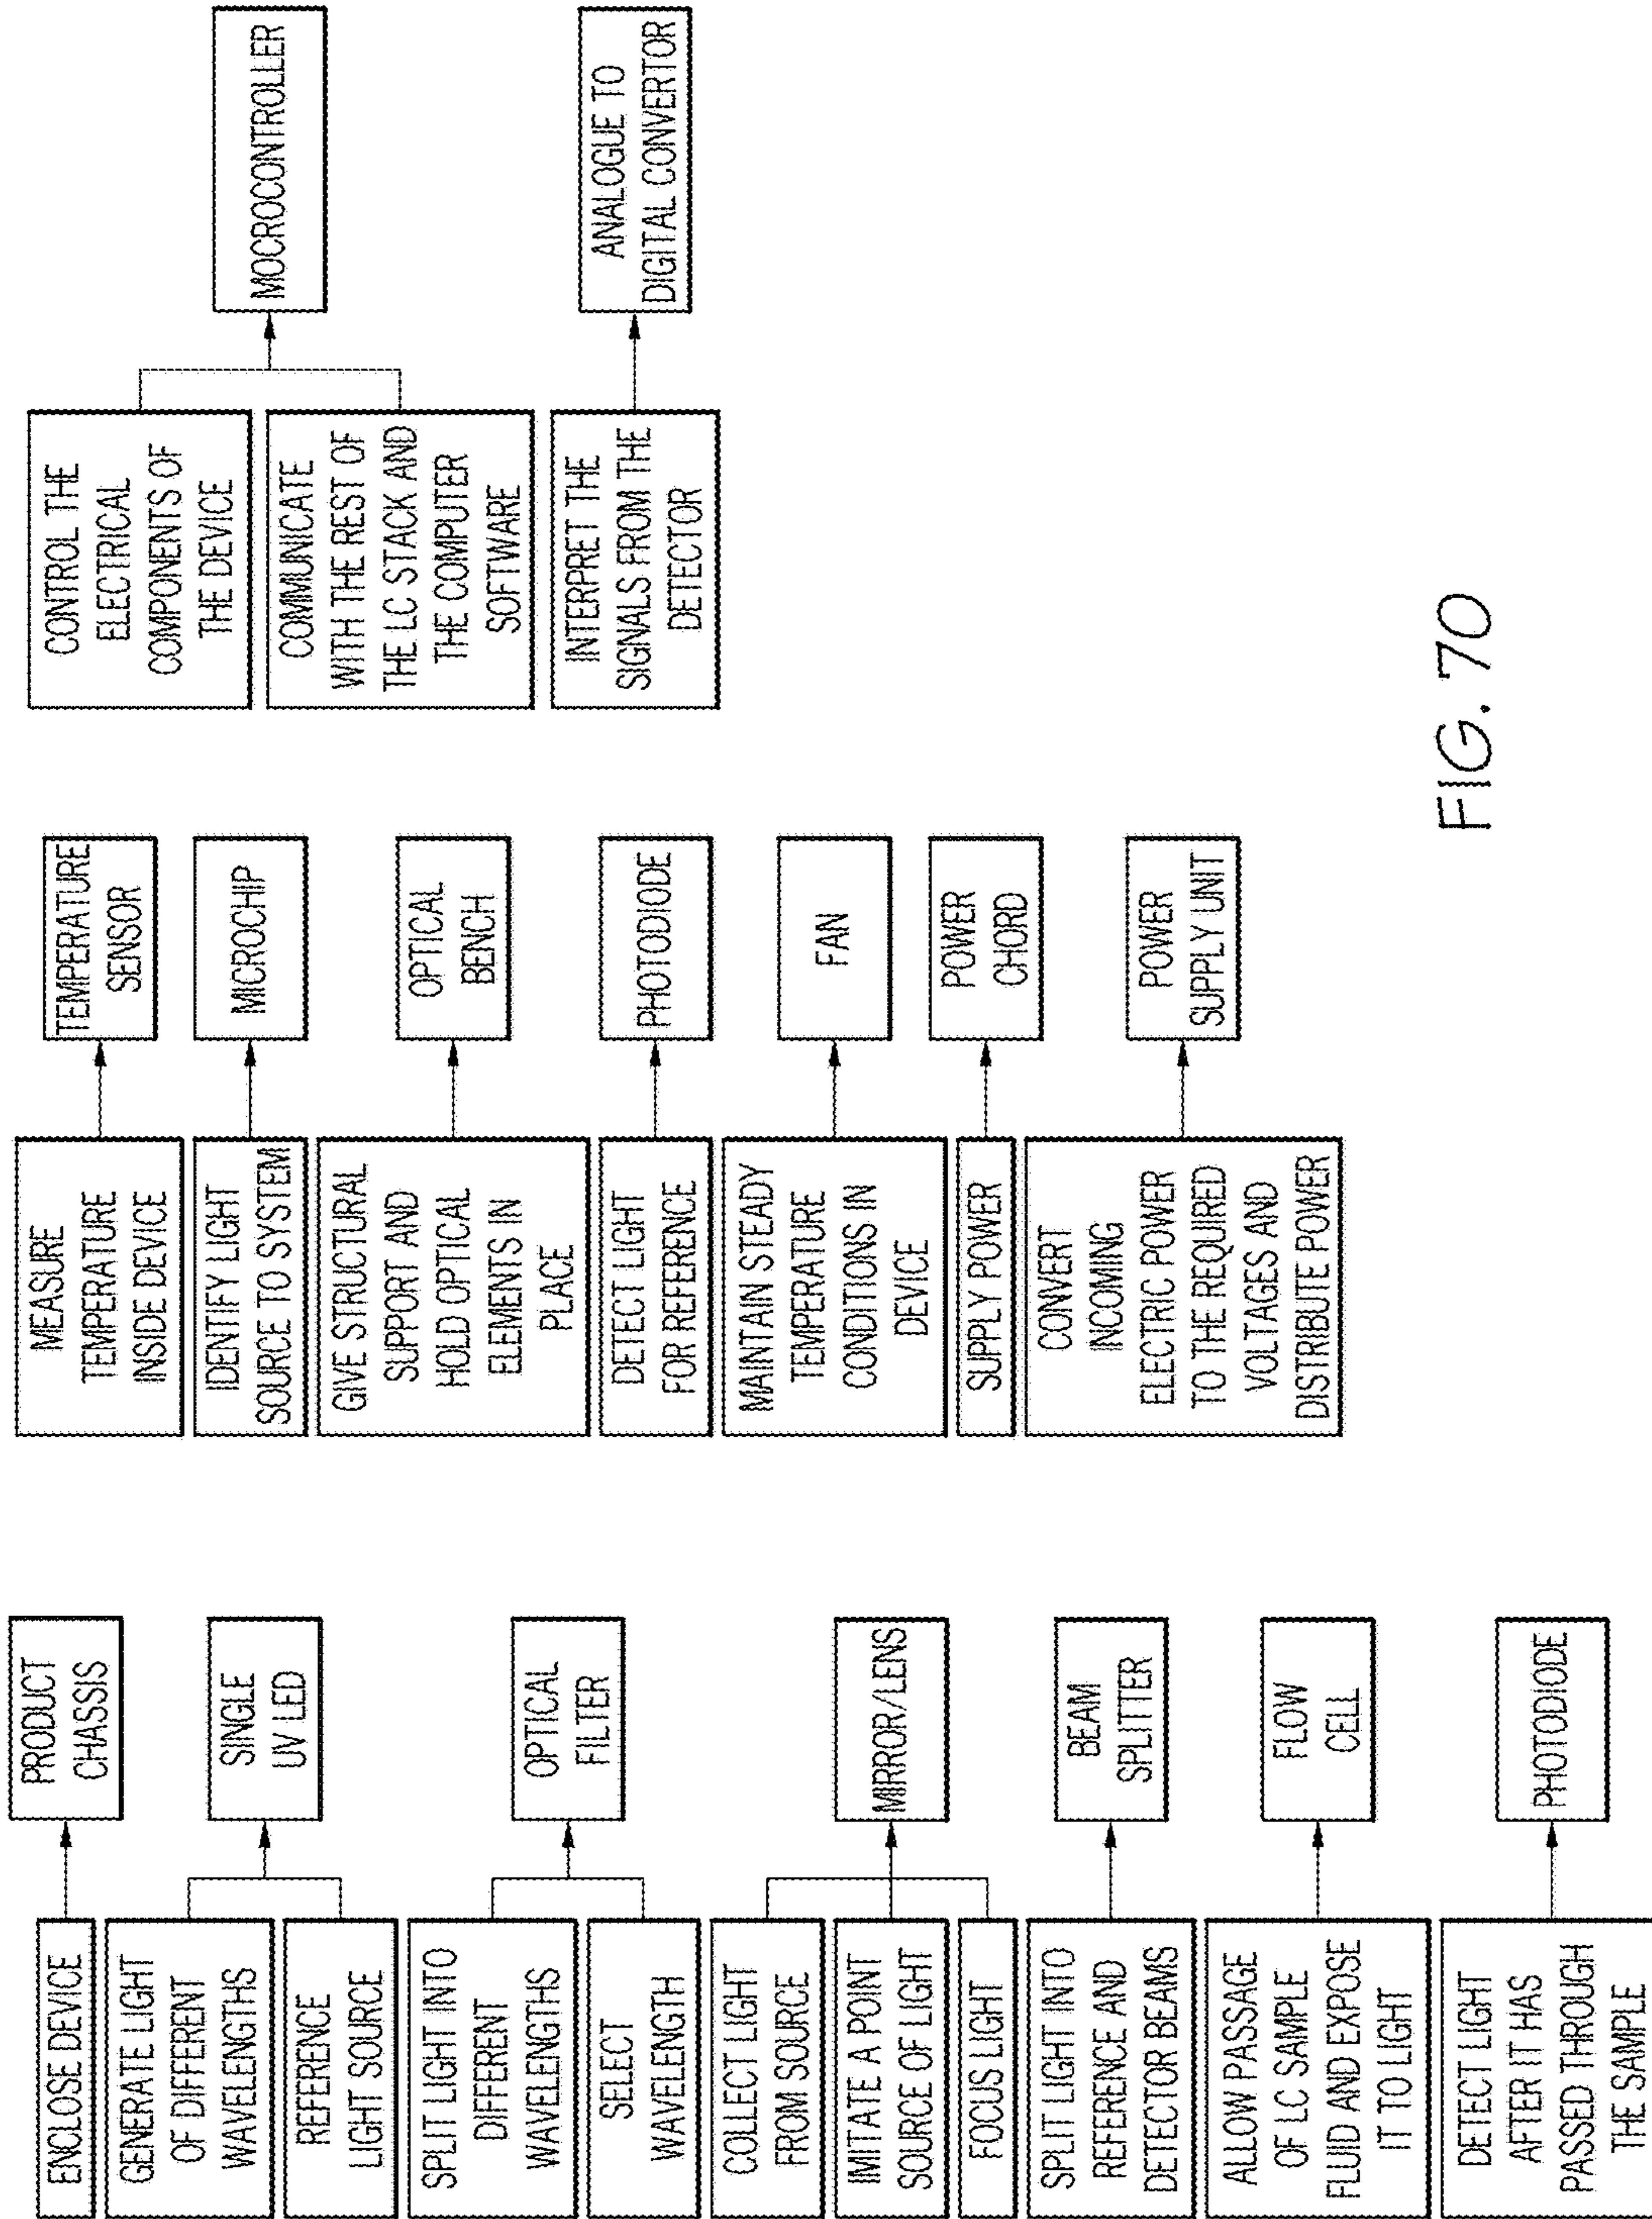 ENCLOSE DEVICE
PRODUCT
CHASSIS
GENERATE LIGHT
OF DIFFERENT
WAVELENGTHS
REFERENCE
LIGHT SOURCE
SINGLE
UV LED
SPLIT LIGHT INTO
DIFFERENT
WAVELENGTHS
SELECT
WAVELENGTH
OPTICAL
FILTER
COLLECT LIGHT
FROM SOURCE
IMITATE A POINT
SOURCE OF LIGHT
FOCUS LIGHT
MIRROR/LENS
SPLIT LIGHT INTO
REFERENCE AND
DETECTOR BEAMS
BEAM
SPLITTER
ALLOW PASSAGE
OF LC SAMPLE
FLUID AND EXPOSE
IT TO LIGHT
FLOW
CELL
DETECT LIGHT
AFTER IT HAS
PASSED THROUGH
THE SAMPLE
PHOTODIODE
MEASURE
TEMPERATURE
INSIDE DEVICE
TEMPERATURE
SENSOR
IDENTIFY LIGHT
SOURCE TO SYSTEM
MICROCHIP
GIVE STRUCTURAL
SUPPORT AND
HOLD OPTICAL
ELEMENTS IN
PLACE
OPTICAL
BENCH
DETECT LIGHT
FOR REFERENCE
PHOTODIODE
MAINTAIN STEADY
TEMPERATURE
CONDITIONS IN
DEVICE
FAN
SUPPLY POWER
POWER
CHORD
CONVERT
INCOMING
ELECTRIC POWER
TO THE REQUIRED
VOLTAGES AND
DISTRIBUTE POWER
POWER
SUPPLY UNIT
CONTROL THE
ELECTRICAL
COMPONENTS OF
THE DEVICE
COMMUNICATE
WITH THE REST OF
THE LC STACK AND
THE COMPUTER
SOFTWARE
MOCROCONTROLLER
INTERPRET THE
SIGNALS FROM THE
DETECTOR
ANALOGUE TO
DIGITAL CONVERTOR
FIG. 70